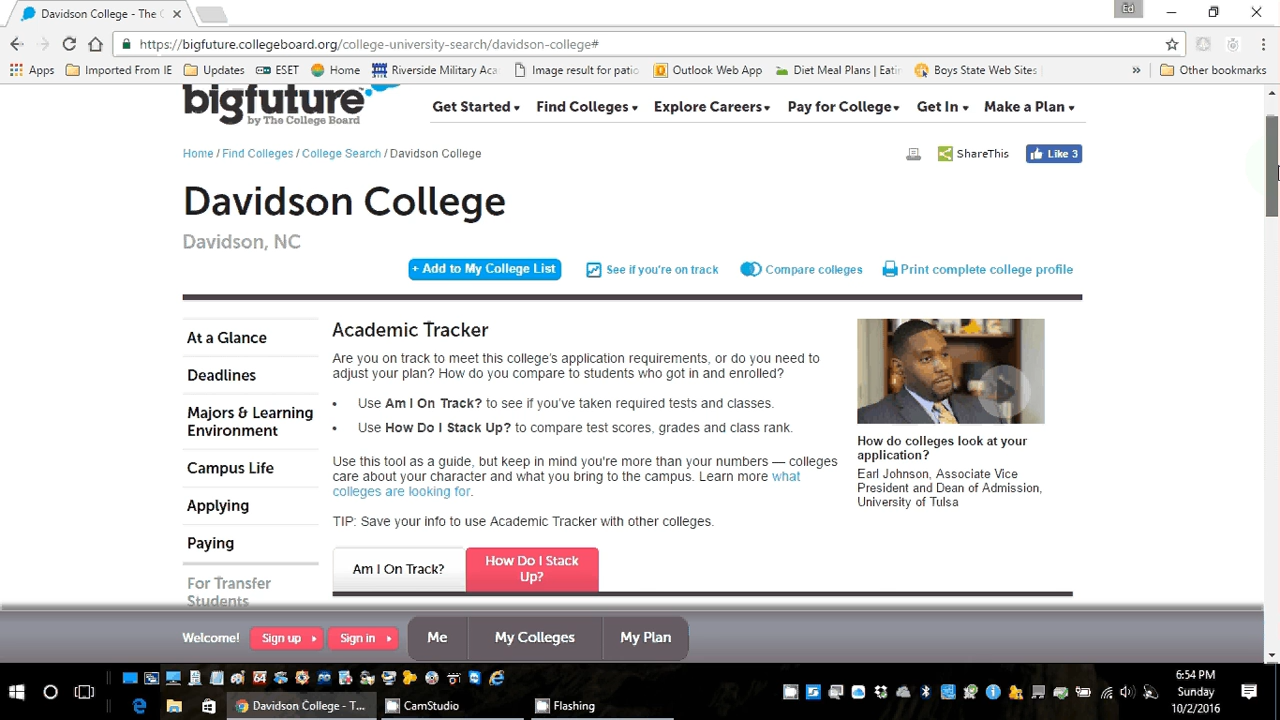 Davidson College - The C
Ed
https://bigfuture.collegeboard.org/college-university-search/davidson-college#
Apps Imported From IE Updates ESET Home Riverside Military Aca Image result for patio Outlook Web App Diet Meal Plans | Eatin Boys State Web Sites » Other bookmarks
bigfuture™
by The College Board
Get Started Find Colleges Explore Careers Pay for College Get In Make a Plan
Home / Find Colleges / College Search / Davidson College
ShareThis
Like 3
Davidson College
Davidson, NC
+ Add to My College List See if you're on track Compare colleges Print complete college profile
At a Glance
Deadlines
Majors & Learning
Environment
Campus Life
Applying
Paying
For Transfer
Students
Academic Tracker
Are you on track to meet this college's application requirements, or do you need to
adjust your plan? How do you compare to students who got in and enrolled?
• Use Am I On Track? to see if you've taken required tests and classes.
• Use How Do I Stack Up? to compare test scores, grades and class rank.
Use this tool as a guide, but keep in mind you're more than your numbers — colleges
care about your character and what you bring to the campus. Learn more what
colleges are looking for.
TIP: Save your info to use Academic Tracker with other colleges.
Am I On Track?
How Do I Stack
Up?
How do colleges look at your
application?
Earl Johnson, Associate Vice
President and Dean of Admission,
University of Tulsa
Welcome! Sign up Sign in Me My Colleges My Plan
Davidson College - T...
CamStudio
Flashing
6:54 PM
Sunday
10/2/2016